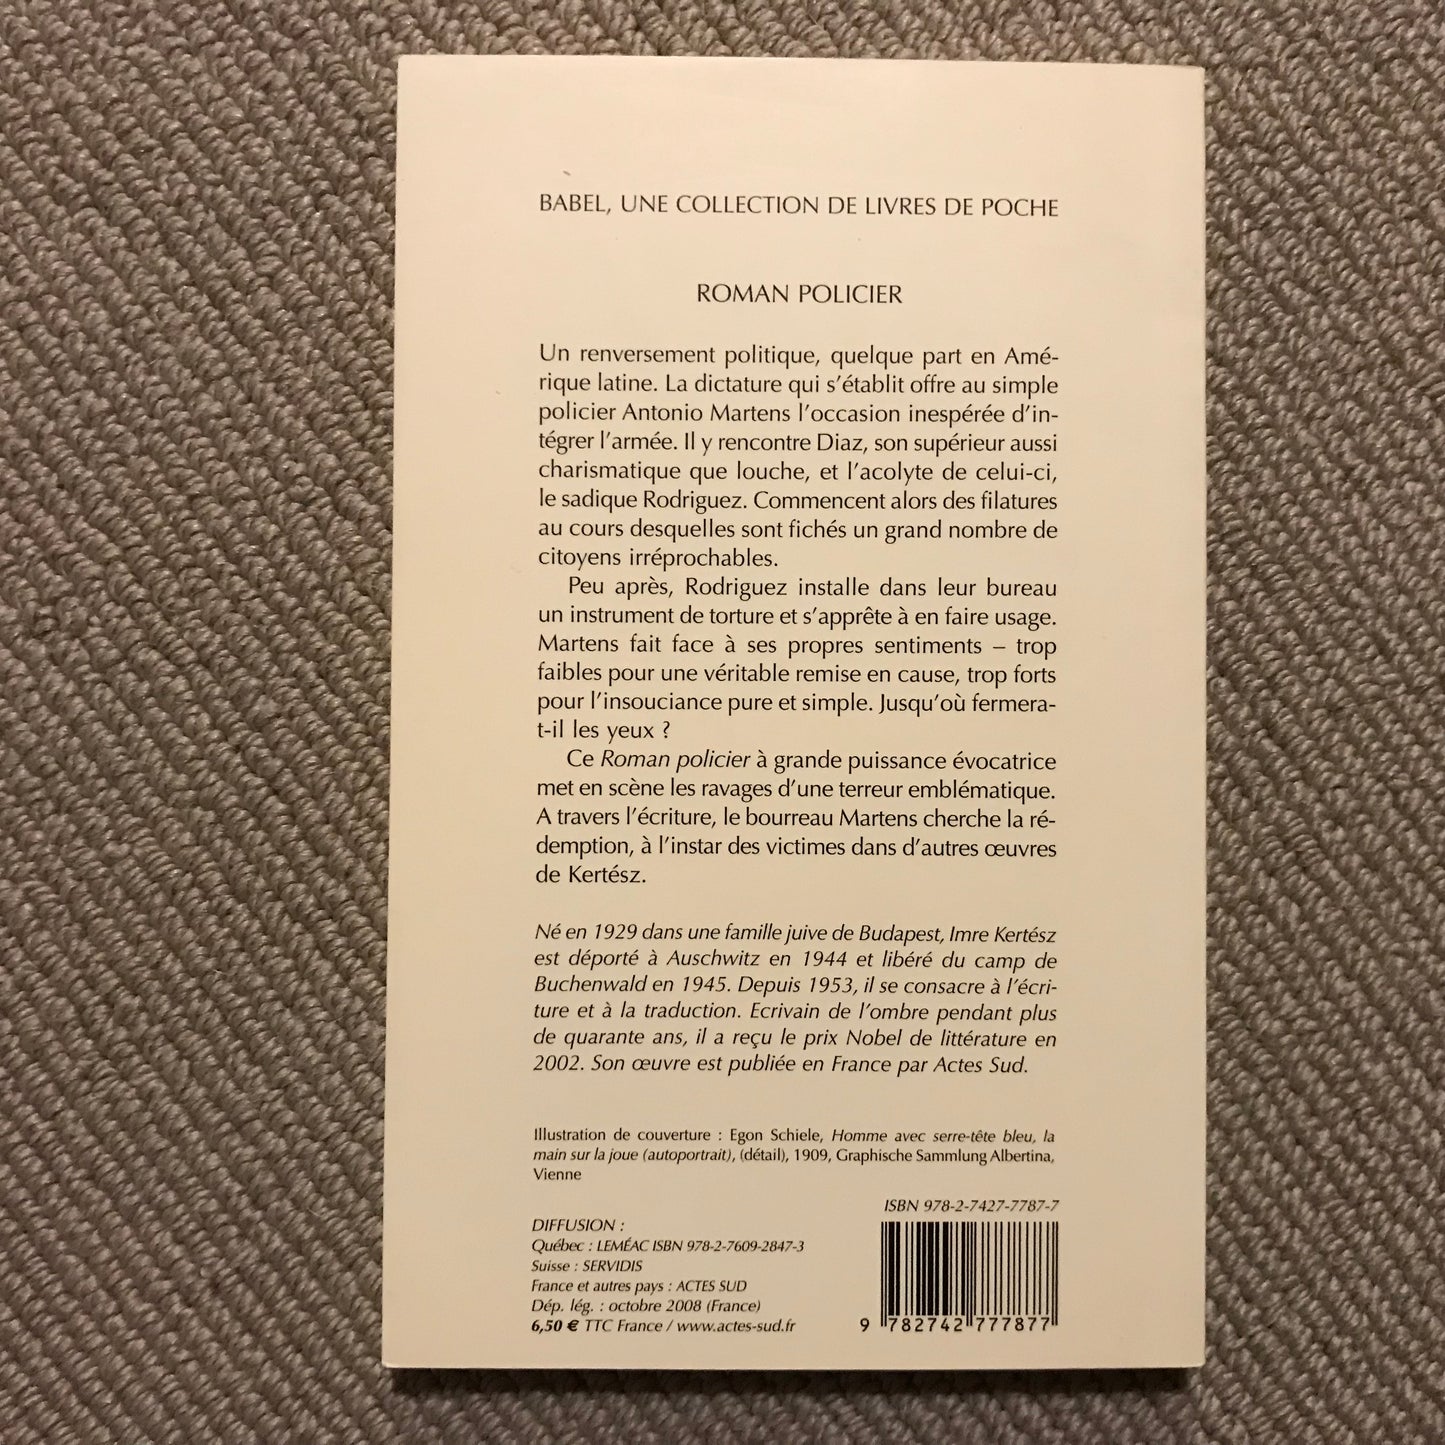 BABEL, UNE COLLECTION DE LIVRES DE POCHE
ROMAN POLICIER
Un renversement politique, quelque part en Amé-
rique latine. La dictature qui s'établit offre au simple
policier Antonio Martens l'occasion inespérée d'in-
tégrer l'armée. Il y rencontre Diaz, son supérieur aussi
charismatique que louche, et l'acolyte de celui-ci,
le sadique Rodriguez. Commencent alors des filatures
au cours desquelles sont fichés un grand nombre de
citoyens irréprochables.
Peu après, Rodriguez installe dans leur bureau
un instrument de torture et s'apprête à en faire usage.
Martens fait face à ses propres sentiments – trop
faibles pour une véritable remise en cause, trop forts
pour l'insouciance pure et simple. Jusqu'où fermera-
t-il les yeux ?
Ce Roman policier à grande puissance évocatrice
met en scène les ravages d'une terreur emblématique.
A travers l'écriture, le bourreau Martens cherche la ré-
demption, à l'instar des victimes dans d'autres œuvres
de Kertész.
Né en 1929 dans une famille juive de Budapest, Imre Kertész
est déporté à Auschwitz en 1944 et libéré du camp de
Buchenwald en 1945. Depuis 1953, il se consacre à l'écri-
ture et à la traduction. Ecrivain de l'ombre pendant plus
de quarante ans, il a reçu le prix Nobel de littérature en
2002. Son œuvre est publiée en France par Actes Sud.
Illustration de couverture : Egon Schiele, Homme avec serre-tête bleu, la
main sur la joue (autoportrait), (détail), 1909, Graphische Sammlung Albertina,
Vienne
ISBN 978-2-7427-7787-7
DIFFUSION :
Québec : LEMÉAC ISBN 978-2-7609-2847-3
Suisse : SERVIDIS
France et autres pays : ACTES SUD
Dép. lég. : octobre 2008 (France)
6,50 € TTC France / www.actes-sud.fr
9 782742 777877